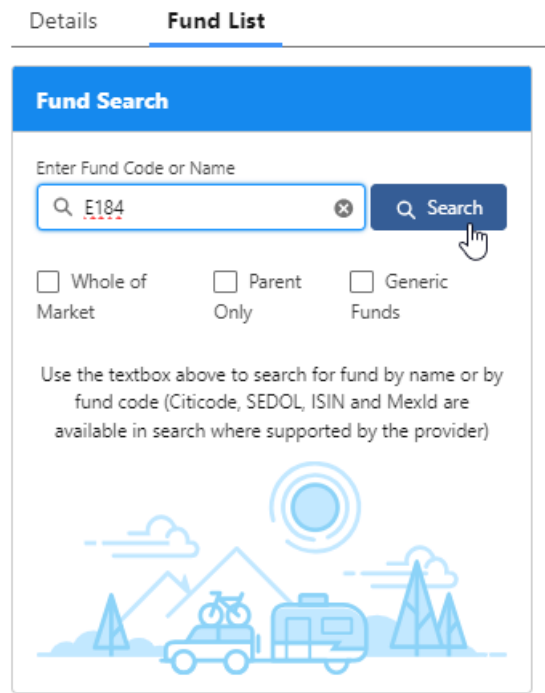 Details Fund List
Fund Search
Enter Fund Code or Name
E184 Search
Whole of Market Parent Only Generic Funds
Use the textbox above to search for fund by name or by
fund code (Citicode, SEDOL, ISIN and MexId are
available in search where supported by the provider)